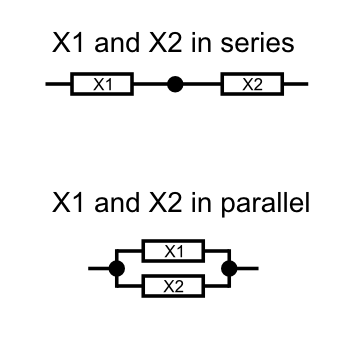 X1 and X2 in series
X1 X2
X1 and X2 in parallel
X1
X2